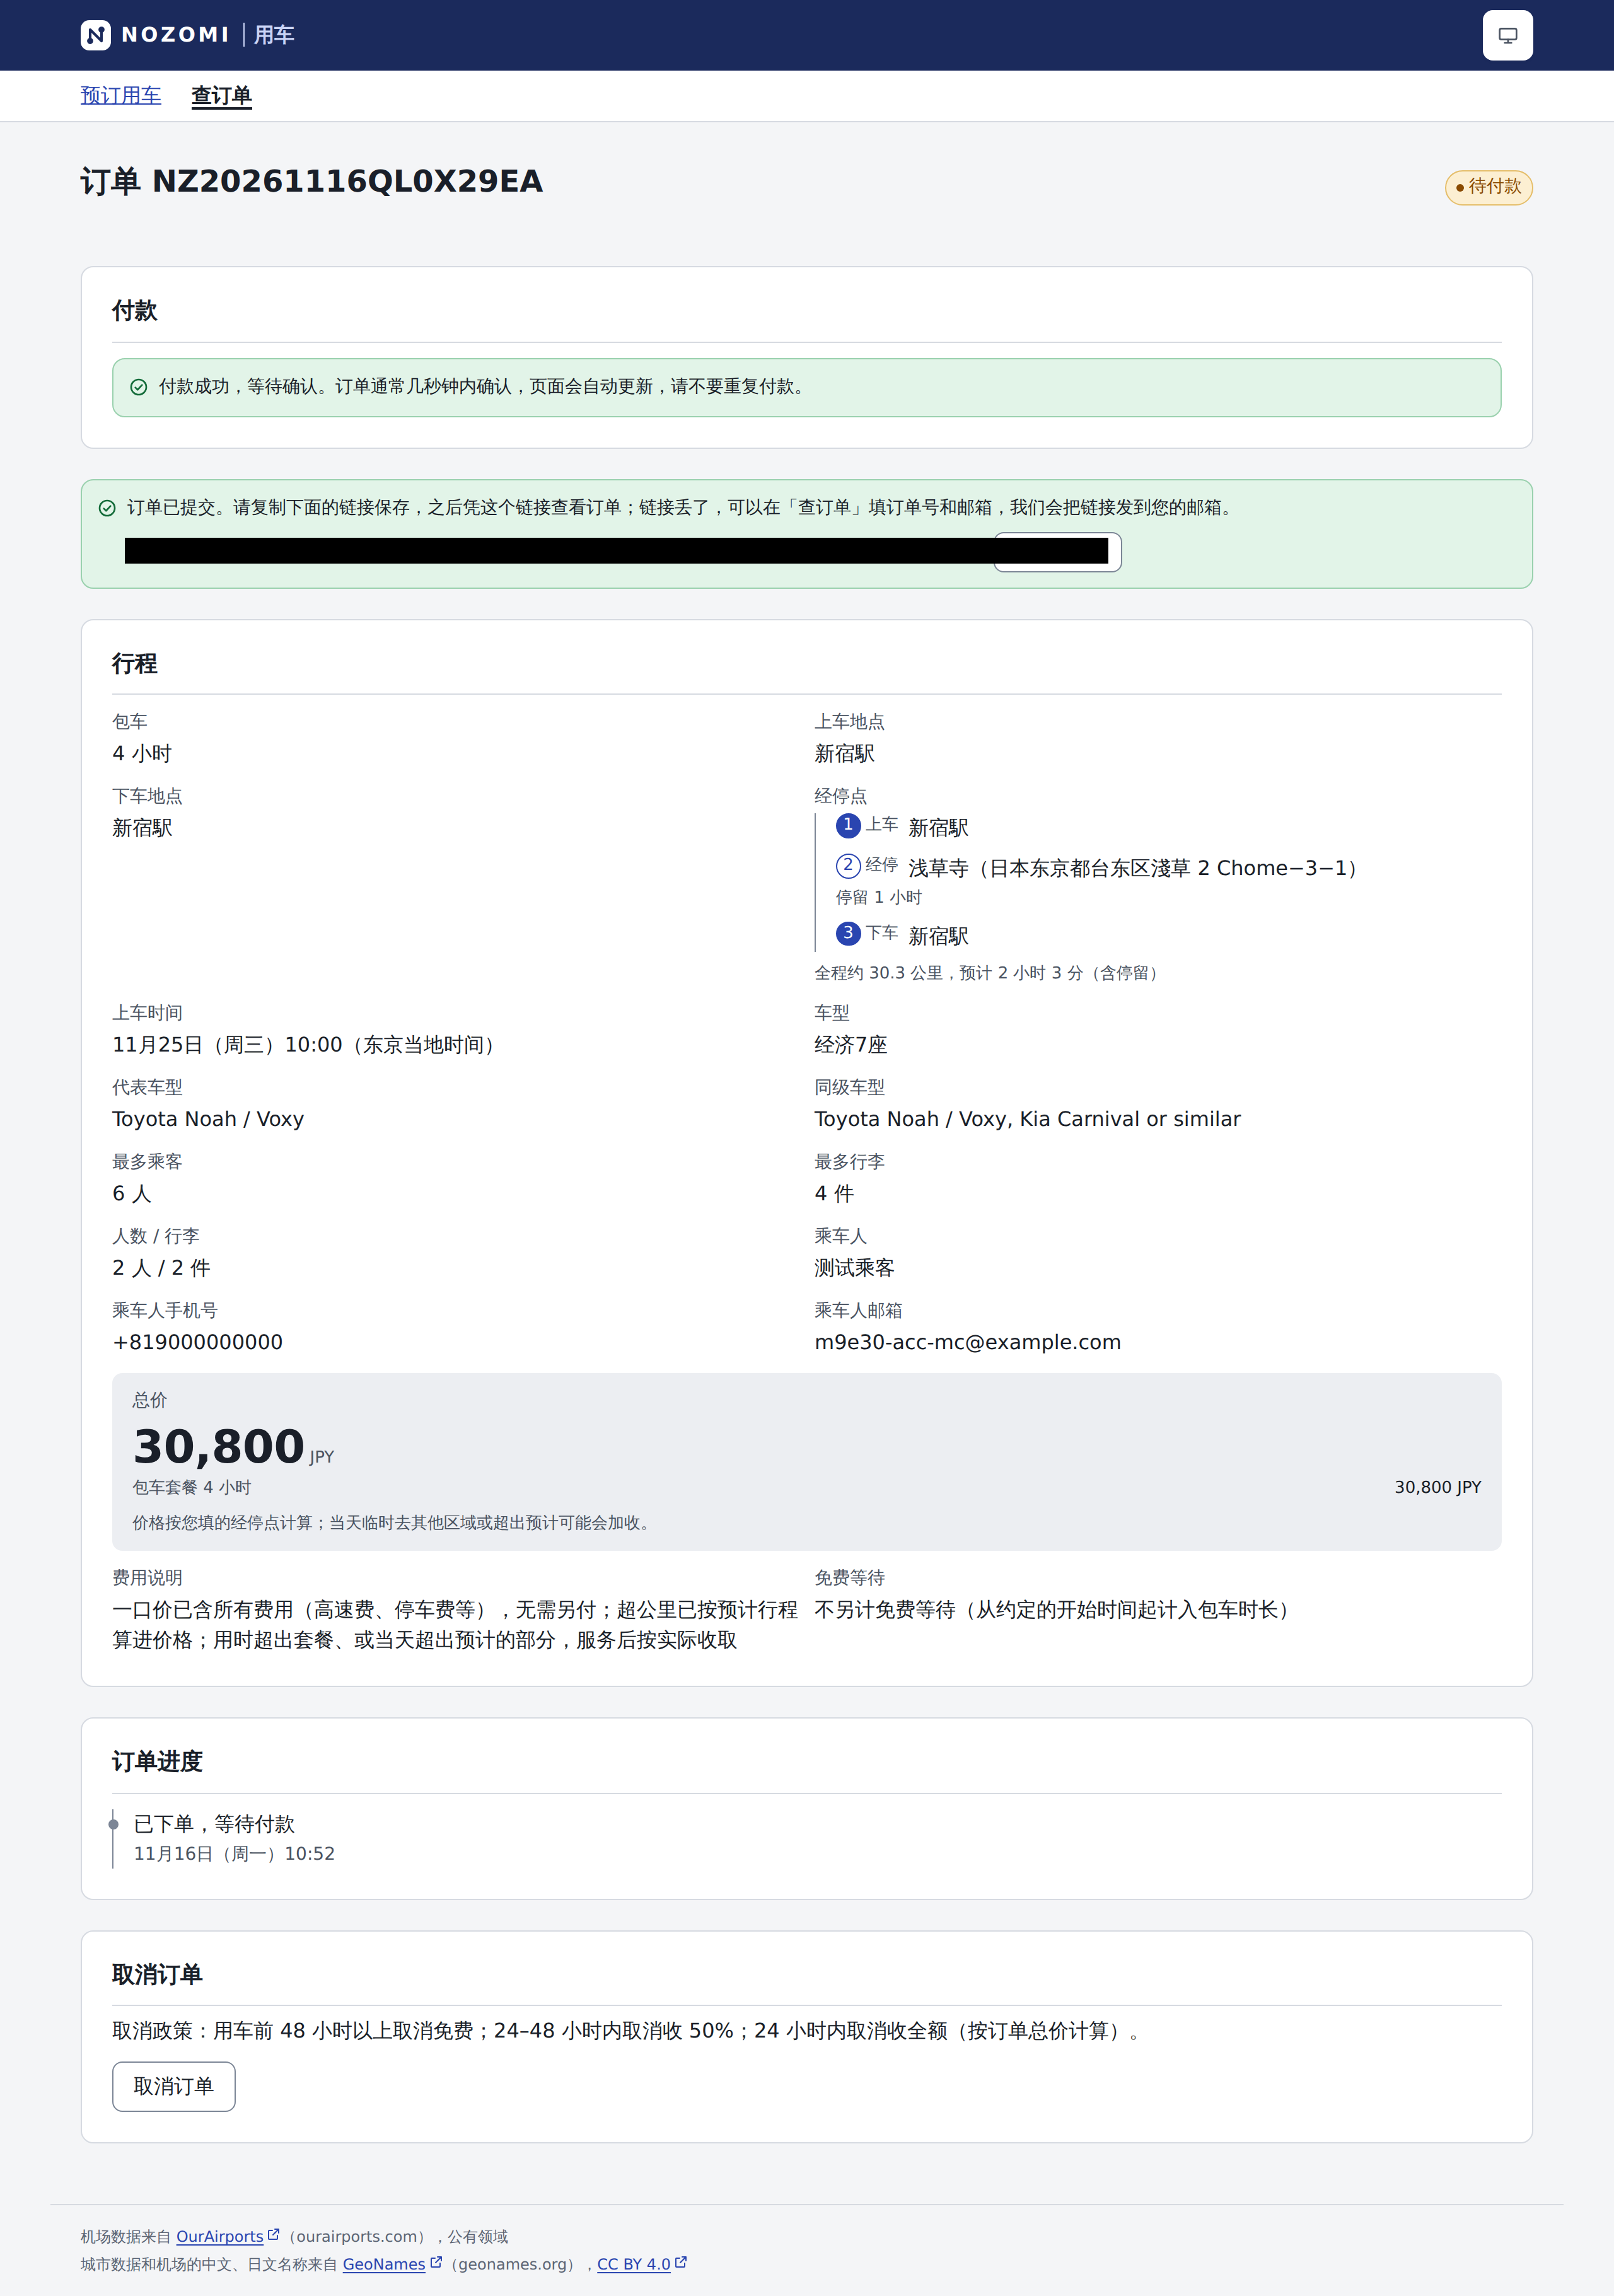 NOZOMI 用车
预订用车 查订单
订单 NZ20261116QL0X29EA
待付款
付款
付款成功，等待确认。订单通常几秒钟内确认，页面会自动更新，请不要重复付款。
订单已提交。请复制下面的链接保存，之后凭这个链接查看订单；链接丢了，可以在「查订单」填订单号和邮箱，我们会把链接发到您的邮箱。
行程
包车
4 小时
上车地点
新宿駅
下车地点
新宿駅
经停点
1 上车 新宿駅
2 经停 浅草寺（日本东京都台东区淺草 2 Chome−3−1）
停留 1 小时
3 下车 新宿駅
全程约 30.3 公里，预计 2 小时 3 分（含停留）
上车时间
11月25日（周三）10:00（东京当地时间）
车型
经济7座
代表车型
Toyota Noah / Voxy
同级车型
Toyota Noah / Voxy, Kia Carnival or similar
最多乘客
6 人
最多行李
4 件
人数 / 行李
2 人 / 2 件
乘车人
测试乘客
乘车人手机号
+819000000000
乘车人邮箱
m9e30-acc-mc@example.com
总价
30,800 JPY
包车套餐 4 小时 30,800 JPY
价格按您填的经停点计算；当天临时去其他区域或超出预计可能会加收。
费用说明
一口价已含所有费用（高速费、停车费等），无需另付；超公里已按预计行程
算进价格；用时超出套餐、或当天超出预计的部分，服务后按实际收取
免费等待
不另计免费等待（从约定的开始时间起计入包车时长）
订单进度
已下单，等待付款
11月16日（周一）10:52
取消订单
取消政策：用车前 48 小时以上取消免费；24–48 小时内取消收 50%；24 小时内取消收全额（按订单总价计算）。
取消订单
机场数据来自 OurAirports（ourairports.com），公有领域
城市数据和机场的中文、日文名称来自 GeoNames（geonames.org），CC BY 4.0